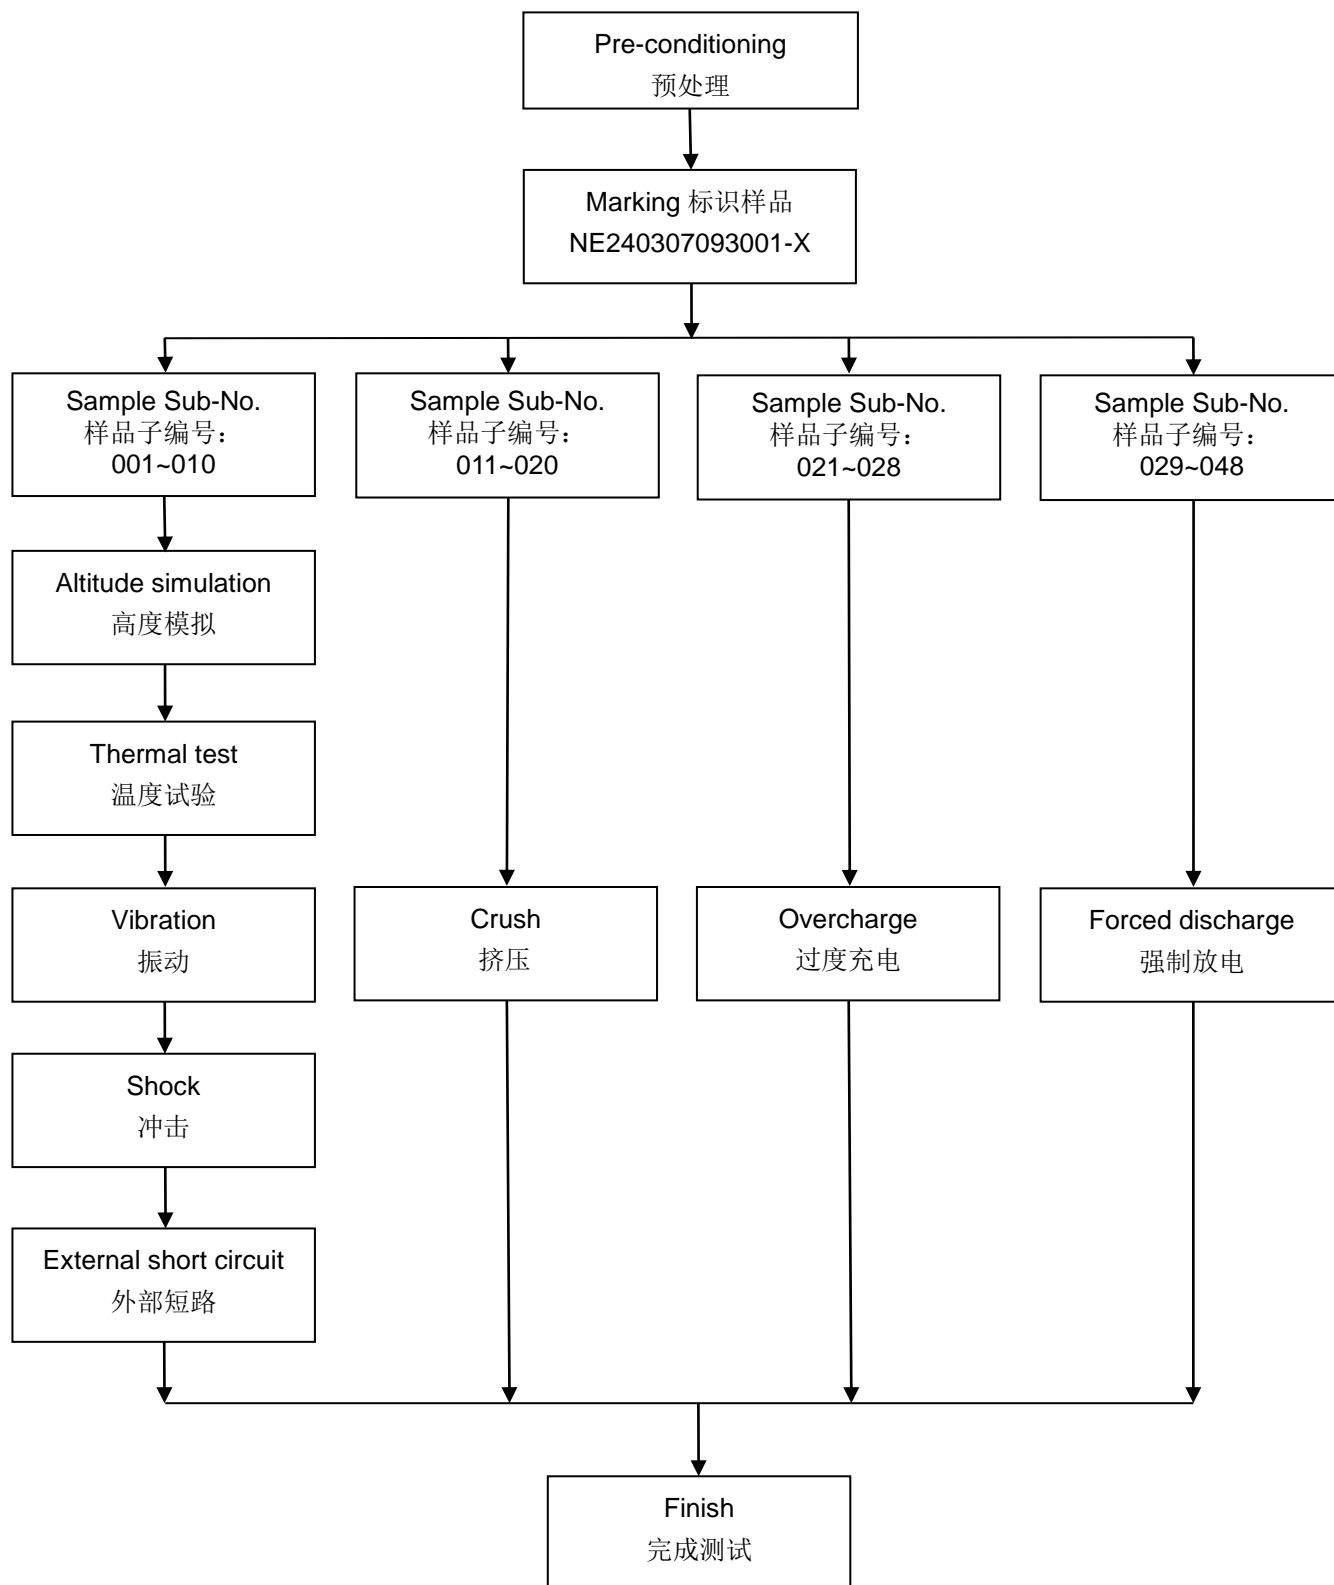 Pre-conditioning
预处理
Marking 标识样品
NE240307093001-X
Sample Sub-No.
样品子编号：
001~010
Sample Sub-No.
样品子编号：
011~020
Sample Sub-No.
样品子编号：
021~028
Sample Sub-No.
样品子编号：
029~048
Altitude simulation
高度模拟
Thermal test
温度试验
Vibration
振动
Crush
挤压
Overcharge
过度充电
Forced discharge
强制放电
Shock
冲击
External short circuit
外部短路
Finish
完成测试